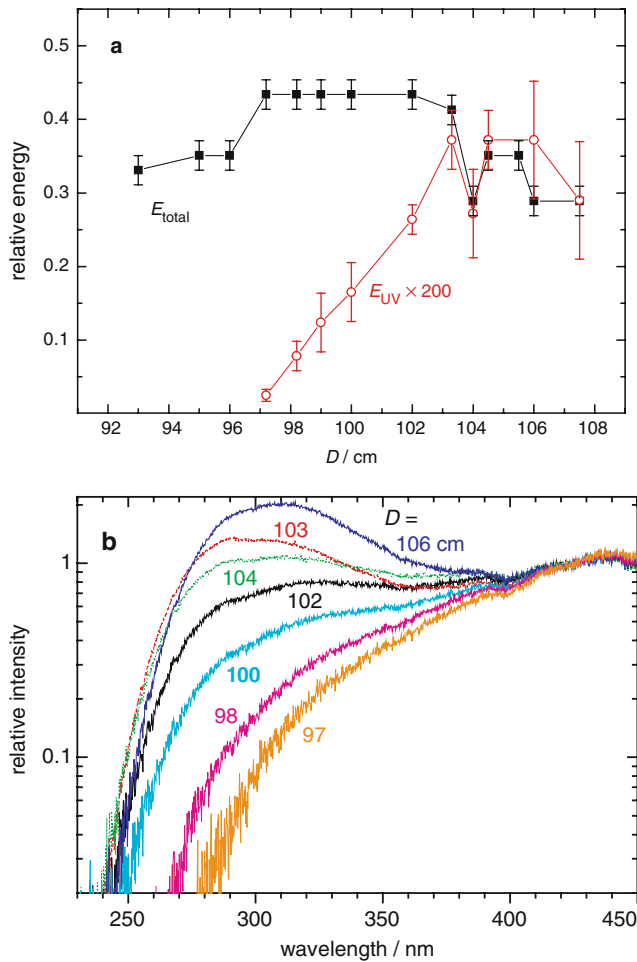 a
0.5
0.4
0.3
0.2
0.1
relative energy
E total
E UV × 200
92 94 96 98 100 102 104 106 108
D / cm
b
D =
106 cm
103
104
102
100
98
97
1
0.1
relative intensity
250 300 350 400 450
wavelength / nm